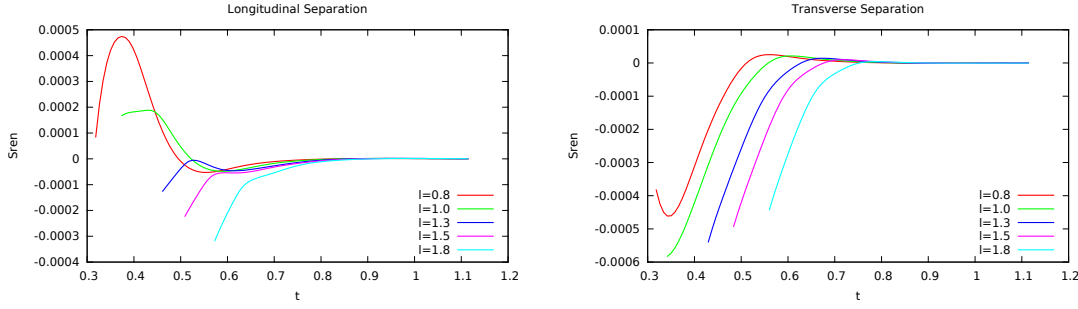 Longitudinal Separation
0.0005
0.0004
0.0003
0.0002
0.0001
0
-0.0001
-0.0002
-0.0003
-0.0004
Sren
l=0.8
l=1.0
l=1.3
l=1.5
l=1.8
0.3 0.4 0.5 0.6 0.7 0.8 0.9 1 1.1 1.2
t
Transverse Separation
0.0001
0
-0.0001
-0.0002
-0.0003
-0.0004
-0.0005
-0.0006
Sren
l=0.8
l=1.0
l=1.3
l=1.5
l=1.8
0.3 0.4 0.5 0.6 0.7 0.8 0.9 1 1.1 1.2
t